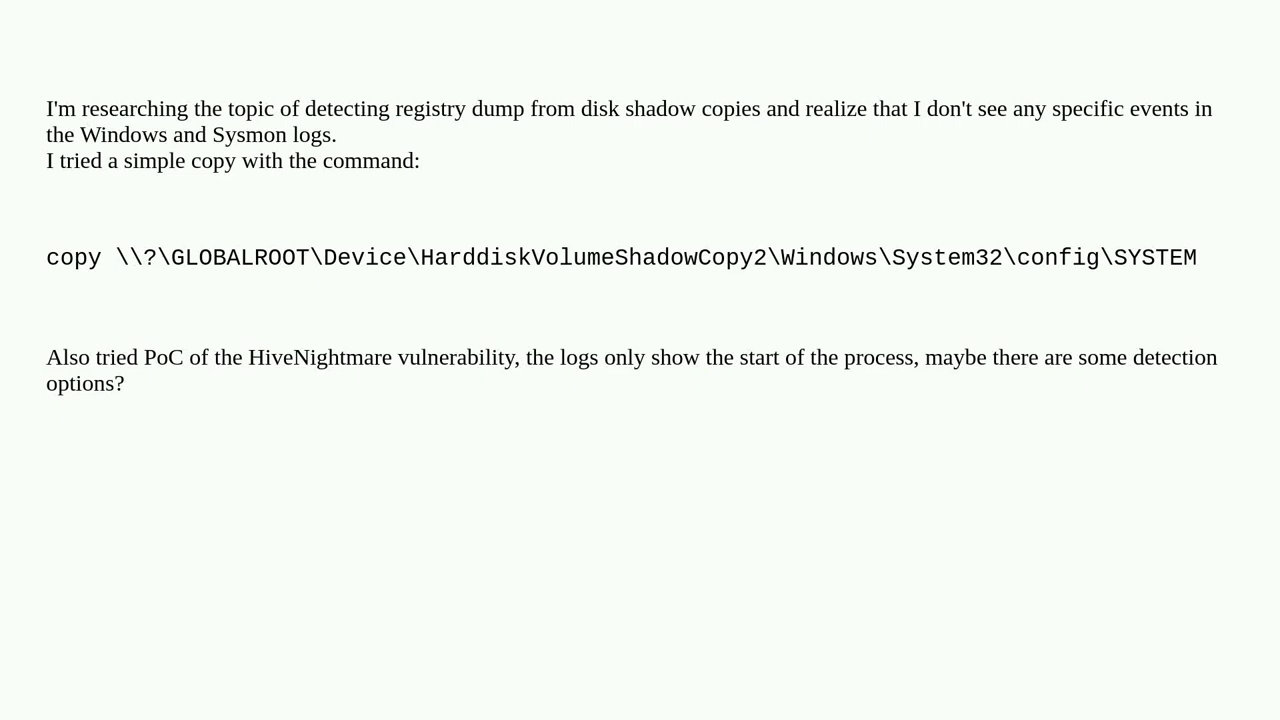 I'm researching the topic of detecting registry dump from disk shadow copies and realize that I don't see any specific events in
the Windows and Sysmon logs.
I tried a simple copy with the command:
copy \\?\GLOBALROOT\Device\HarddiskVolumeShadowCopy2\Windows\System32\config\SYSTEM
Also tried PoC of the HiveNightmare vulnerability, the logs only show the start of the process, maybe there are some detection
options?